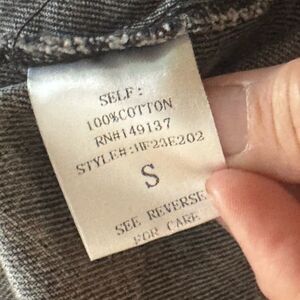 SELF:
100%COTTON
RN#149137
STYLE#:HF23E202
S
SEE REVERSE
FOR CARE